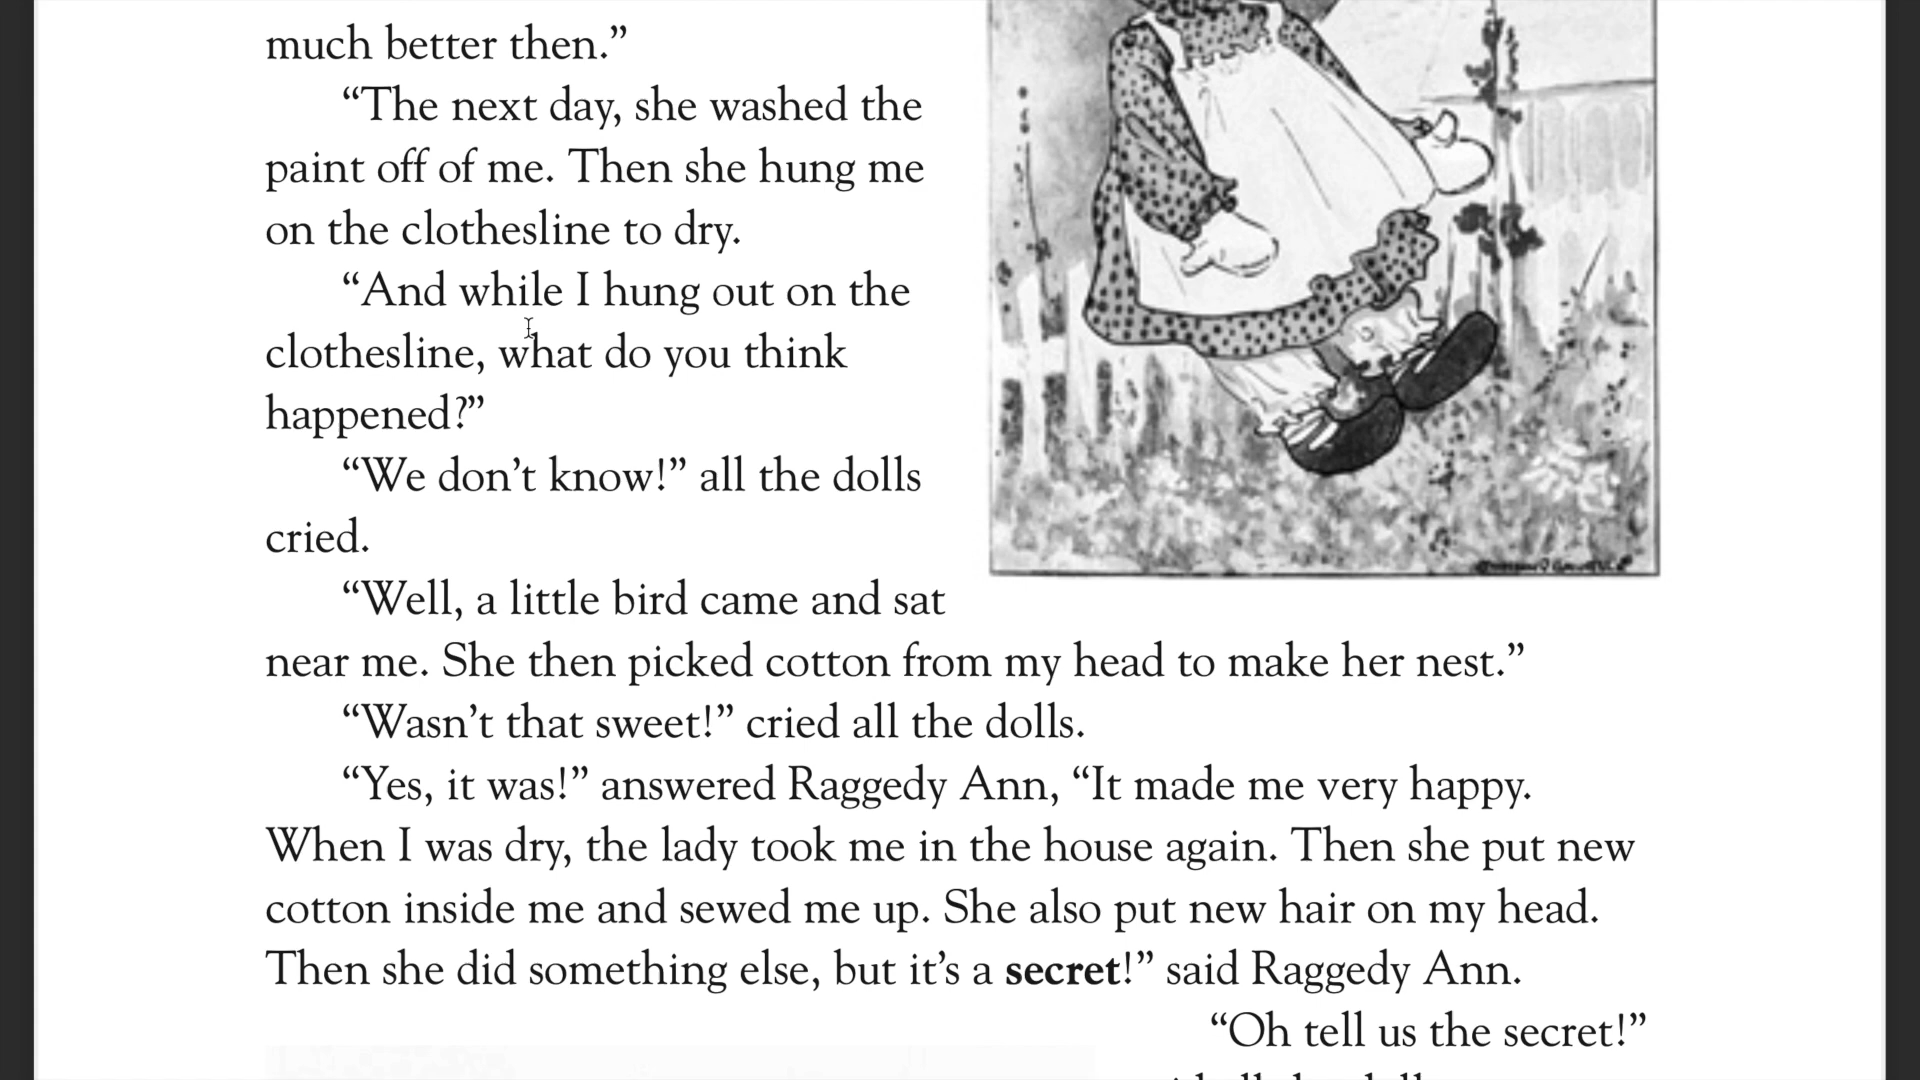 much better then.”
“The next day, she washed the
paint off of me. Then she hung me
on the clothesline to dry.
“And while I hung out on the
clothesline, what do you think
happened?”
“We don’t know!” all the dolls
cried.
“Well, a little bird came and sat
near me. She then picked cotton from my head to make her nest.”
“Wasn’t that sweet!” cried all the dolls.
“Yes, it was!” answered Raggedy Ann, “It made me very happy.
When I was dry, the lady took me in the house again. Then she put new
cotton inside me and sewed me up. She also put new hair on my head.
Then she did something else, but it’s a secret!” said Raggedy Ann.
“Oh tell us the secret!”